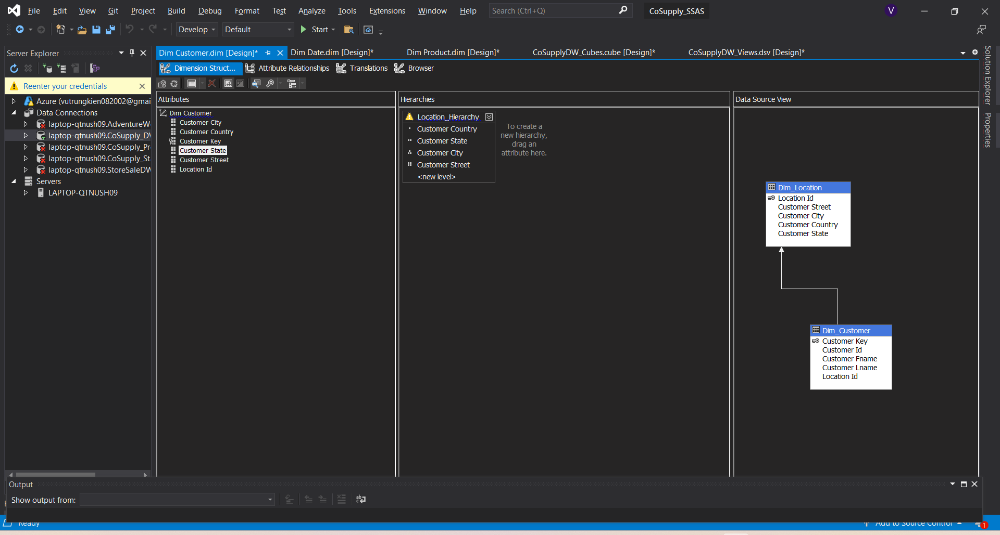 File Edit View Git Project Build Debug Format Test Analyze Tools Extensions Window Help Search (Ctrl+Q) CoSupply_SSAS V
Develop Default Start
Server Explorer
Reenter your credentials
Azure (vutrungkien082002@gmai
Data Connections
laptop-qtnush09.AdventureW
laptop-qtnush09.CoSupply_DV
laptop-qtnush09.CoSupply_Pr
laptop-qtnush09.CoSupply_St
laptop-qtnush09.StoreSaleDW
Servers
LAPTOP-QTNUSH09
Dim Customer.dim [Design]* Dim Date.dim [Design]* Dim Product.dim [Design]* CoSupplyDW_Cubes.cube [Design]* CoSupplyDW_Views.dsv [Design]*
Dimension Struct... Attribute Relationships Translations Browser
Attributes
Dim Customer
Customer City
Customer Country
Customer Key
Customer State
Customer Street
Location Id
Hierarchies
Location_Hierarchy
Customer Country
Customer State
Customer City
Customer Street
<new level>
To create a
new hierarchy,
drag an
attribute here.
Data Source View
Dim_Location
Location Id
Customer Street
Customer City
Customer Country
Customer State
Dim_Customer
Customer Key
Customer Id
Customer Fname
Customer Lname
Location Id
Solution Explorer
Properties
Output
Show output from:
Ready Add to Source Control 1